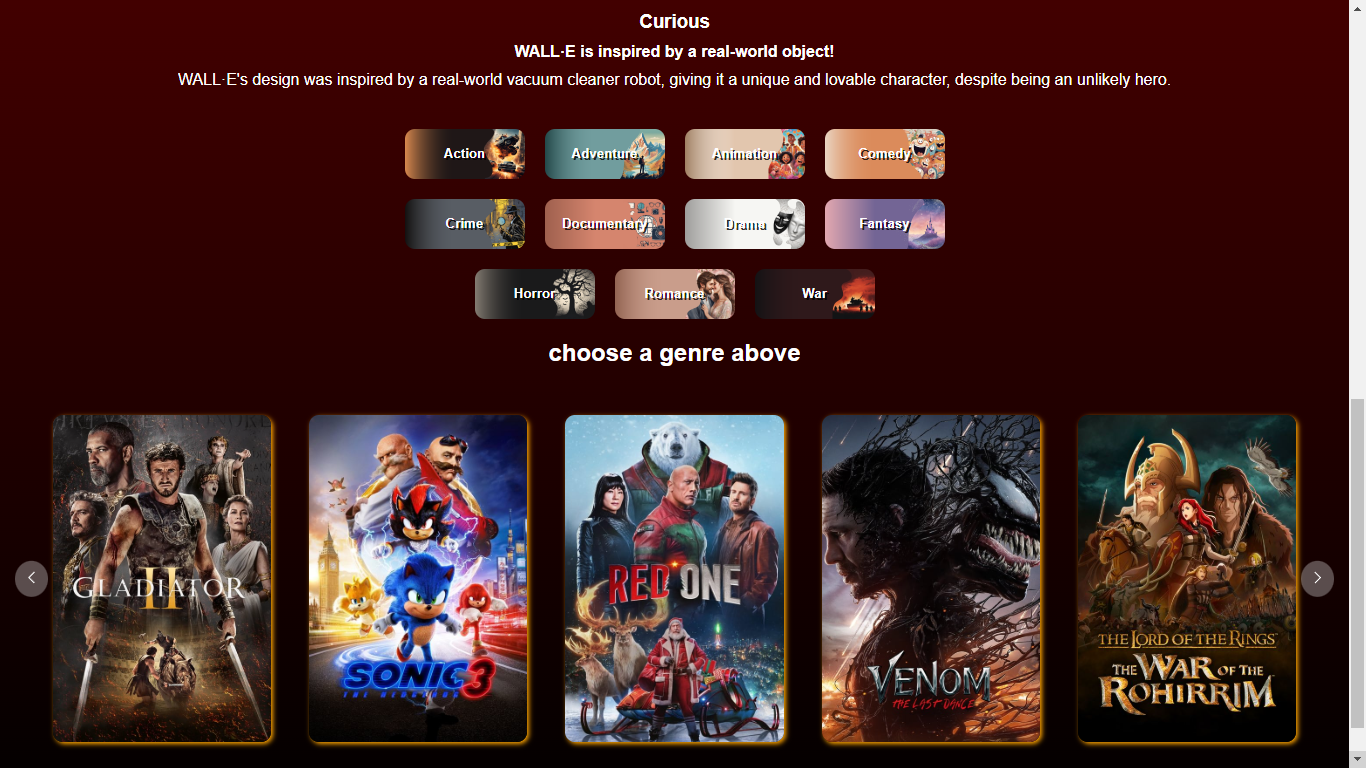 Curious
WALL·E is inspired by a real-world object!
WALL·E's design was inspired by a real-world vacuum cleaner robot, giving it a unique and lovable character, despite being an unlikely hero.
Action
Adventure
Animation
Comedy
Crime
Documentary
Drama
Fantasy
Horror
Romance
War
choose a genre above
GLADIATOR
II
SONIC 3
THE HEDGEHOG
RED ONE
VENOM
THE LAST DANCE
THE LORD OF THE RINGS
THE WAR OF THE
ROHIRRIM